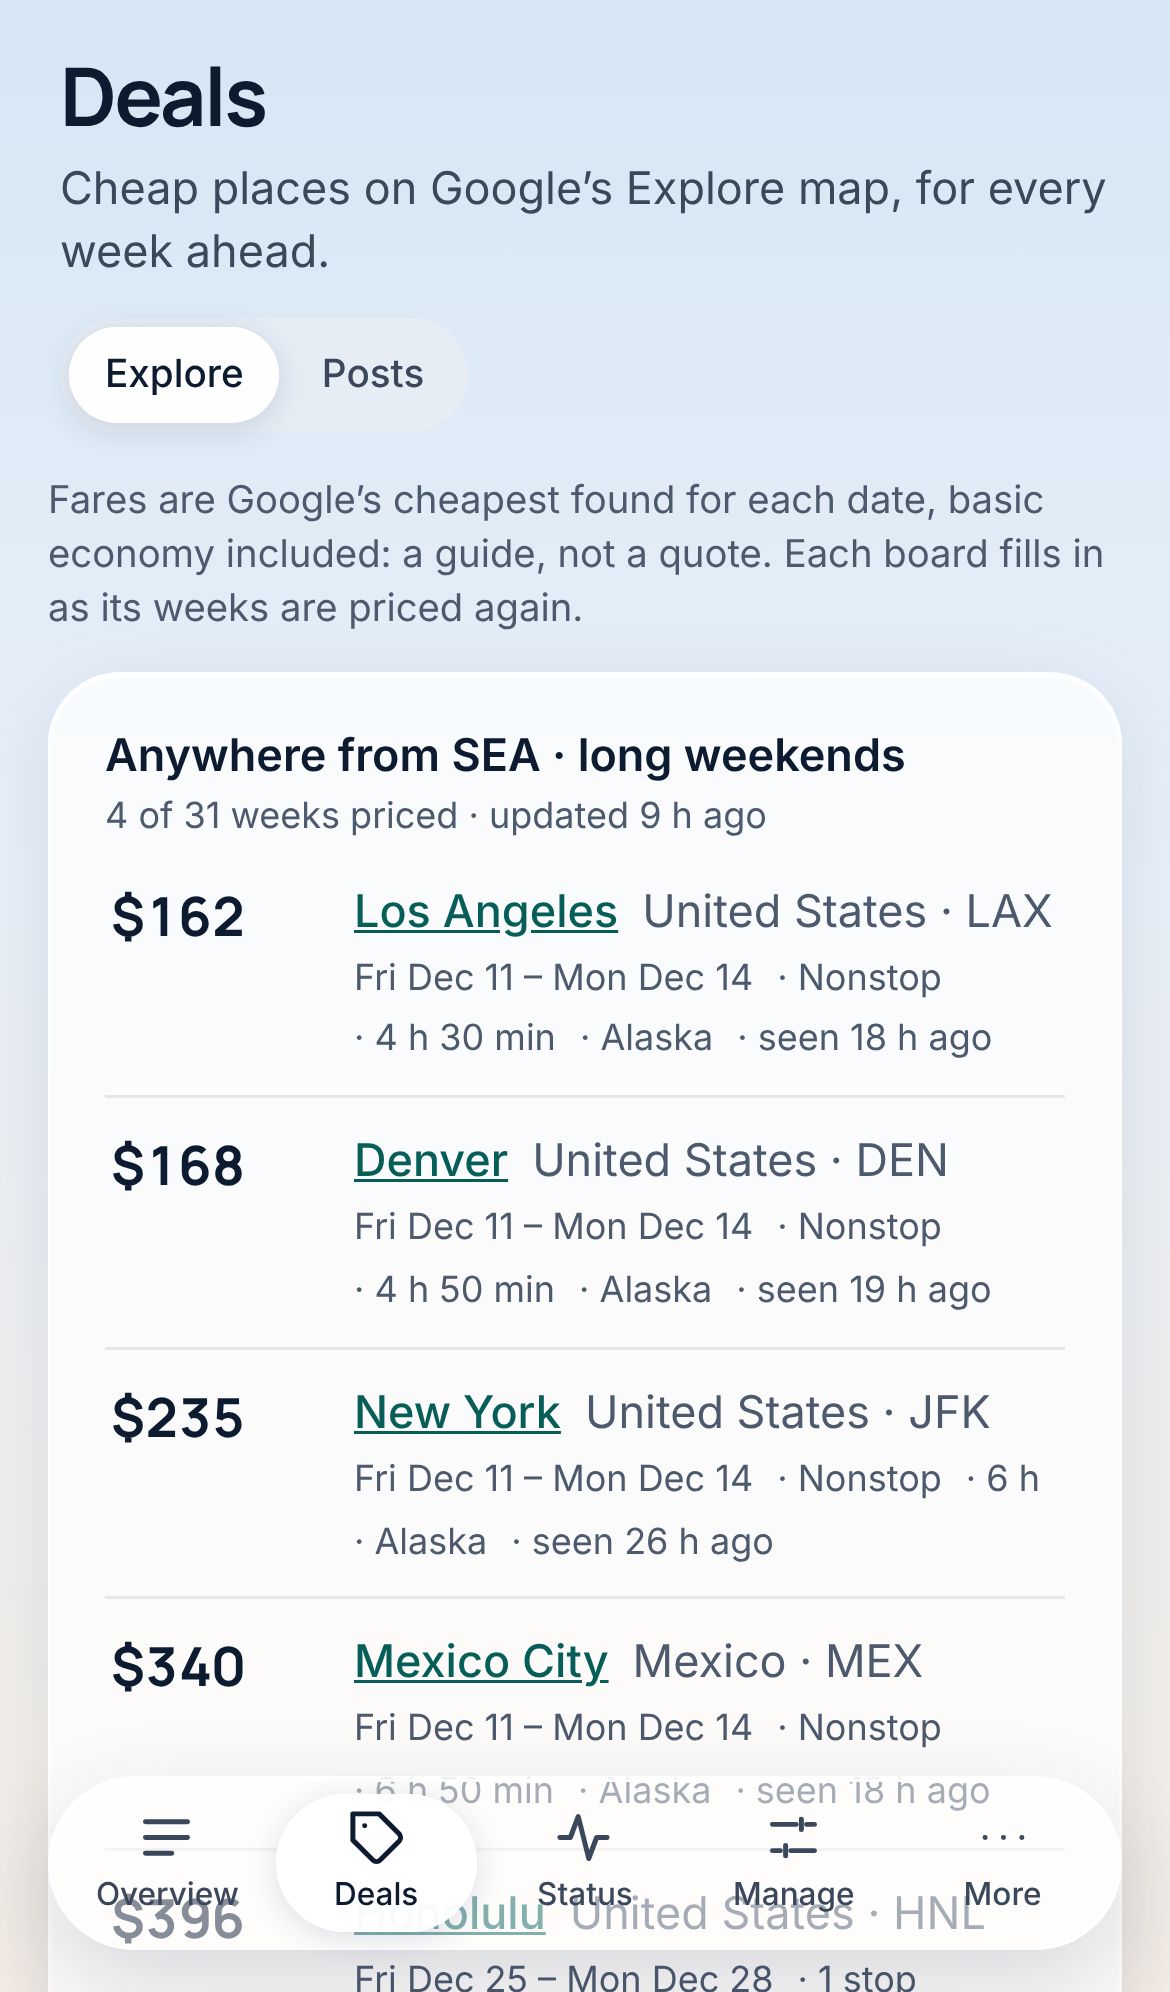 Deals
Cheap places on Google’s Explore map, for every
week ahead.
Explore
Posts
Fares are Google’s cheapest found for each date, basic
economy included: a guide, not a quote. Each board fills in
as its weeks are priced again.
Anywhere from SEA · long weekends
4 of 31 weeks priced · updated 9 h ago
$162 Los Angeles United States · LAX
Fri Dec 11 – Mon Dec 14 · Nonstop
· 4 h 30 min · Alaska · seen 18 h ago
$168 Denver United States · DEN
Fri Dec 11 – Mon Dec 14 · Nonstop
· 4 h 50 min · Alaska · seen 19 h ago
$235 New York United States · JFK
Fri Dec 11 – Mon Dec 14 · Nonstop · 6 h
· Alaska · seen 26 h ago
$340 Mexico City Mexico · MEX
Fri Dec 11 – Mon Dec 14 · Nonstop
· 6 h 50 min · Alaska · seen 18 h ago
Overview Deals Status Manage More
$396 Honolulu United States · HNL
Fri Dec 25 – Mon Dec 28 · 1 stop